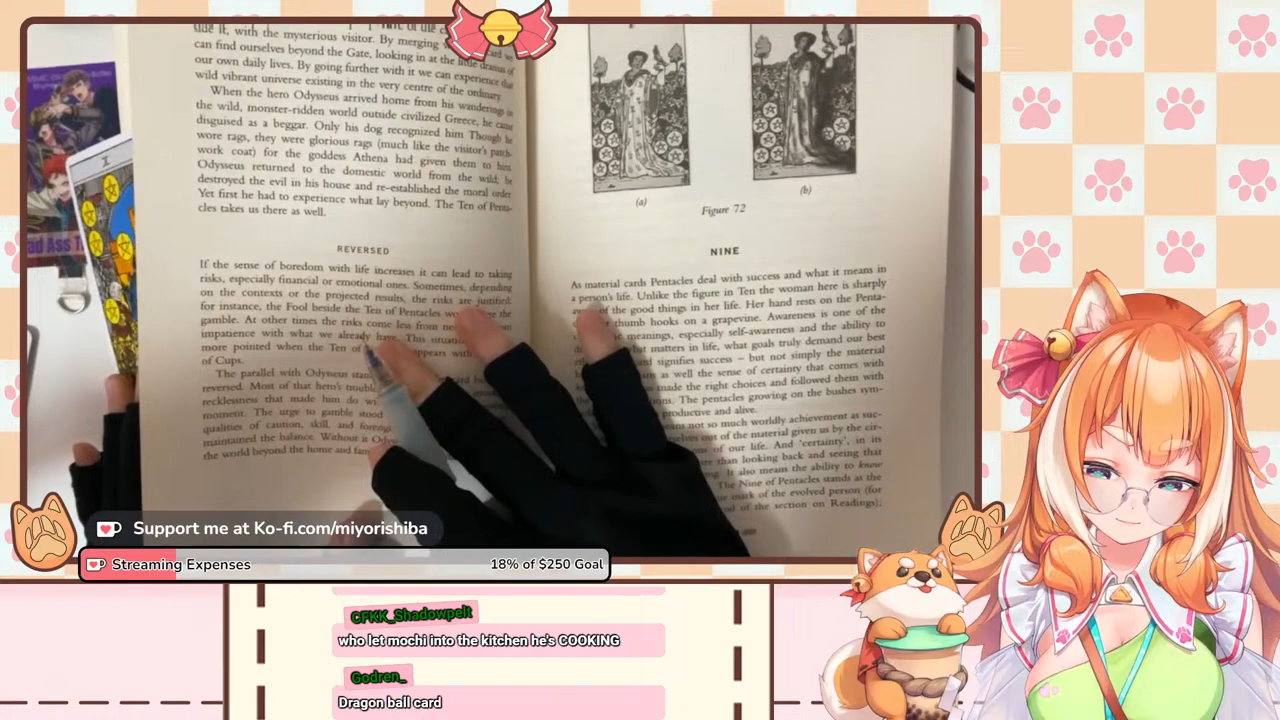 side it, with the mysterious visitor. By merging
can find ourselves beyond the Gate, looking in at the little dramas of
our own daily lives. By going further with it we can experience the
wild vibrant universe existing in the very centre of the ordinary.
When the hero Odysseus arrived home from his wanderings in
the wild, monster-ridden world outside civilized Greece, he came
disguised as a beggar. Only his dog recognized him Though he
wore rags, they were glorious rags (much like the visitor's patch-
work coat) for the goddess Athena had given them to him.
Odysseus returned to the domestic world from the wild; he
destroyed the evil in his house and re-established the moral order.
Yet first he had to experience what lay beyond. The Ten of Penta-
cles takes us there as well.
REVERSED
If the sense of boredom with life increases it can lead to taking
risks, especially financial or emotional ones. Sometimes, depending
on the contexts or the projected results, the risks are justified;
for instance, the Fool beside the Ten of Pentacles the
gamble. At other times the risks come less from
impatience with what we already have. This
more pointed when the Ten of appears with
of Cups.
The parallel with Odysseus
reversed. Most of that hero's
recklessness that made him do
moment. The urge to gamble stood
qualities of caution, skill, and
maintained the balance. Without it
the world beyond the home and
(a)
(b)
Figure 72
NINE
As material cards Pentacles deal with success and what it means in
a person's life. Unlike the figure in Ten the woman here is sharply
of the good things in her life. Her hand rests on the Penta-
thumb hooks on a grapevine. Awareness is one of the
meanings, especially self-awareness and the ability to
what matters in life, what goals truly demand our best
signifies success – but not simply the material
as well the sense of certainty that comes with
made the right choices and followed them with
The pentacles growing on the bushes sym-
productive and alive.
not so much worldly achievement as suc-
out of the material given us by the cir-
of our life. And 'certainty', in its
than looking back and seeing that
It also means the ability to know
The Nine of Pentacles stands as the
mark of the evolved person (for
of the section on Readings);
Support me at Ko-fi.com/miyorishiba
Streaming Expenses 18% of $250 Goal
CFKK_Shadowpelt
who let mochi into the kitchen he's COOKING
Godren_
Dragon ball card